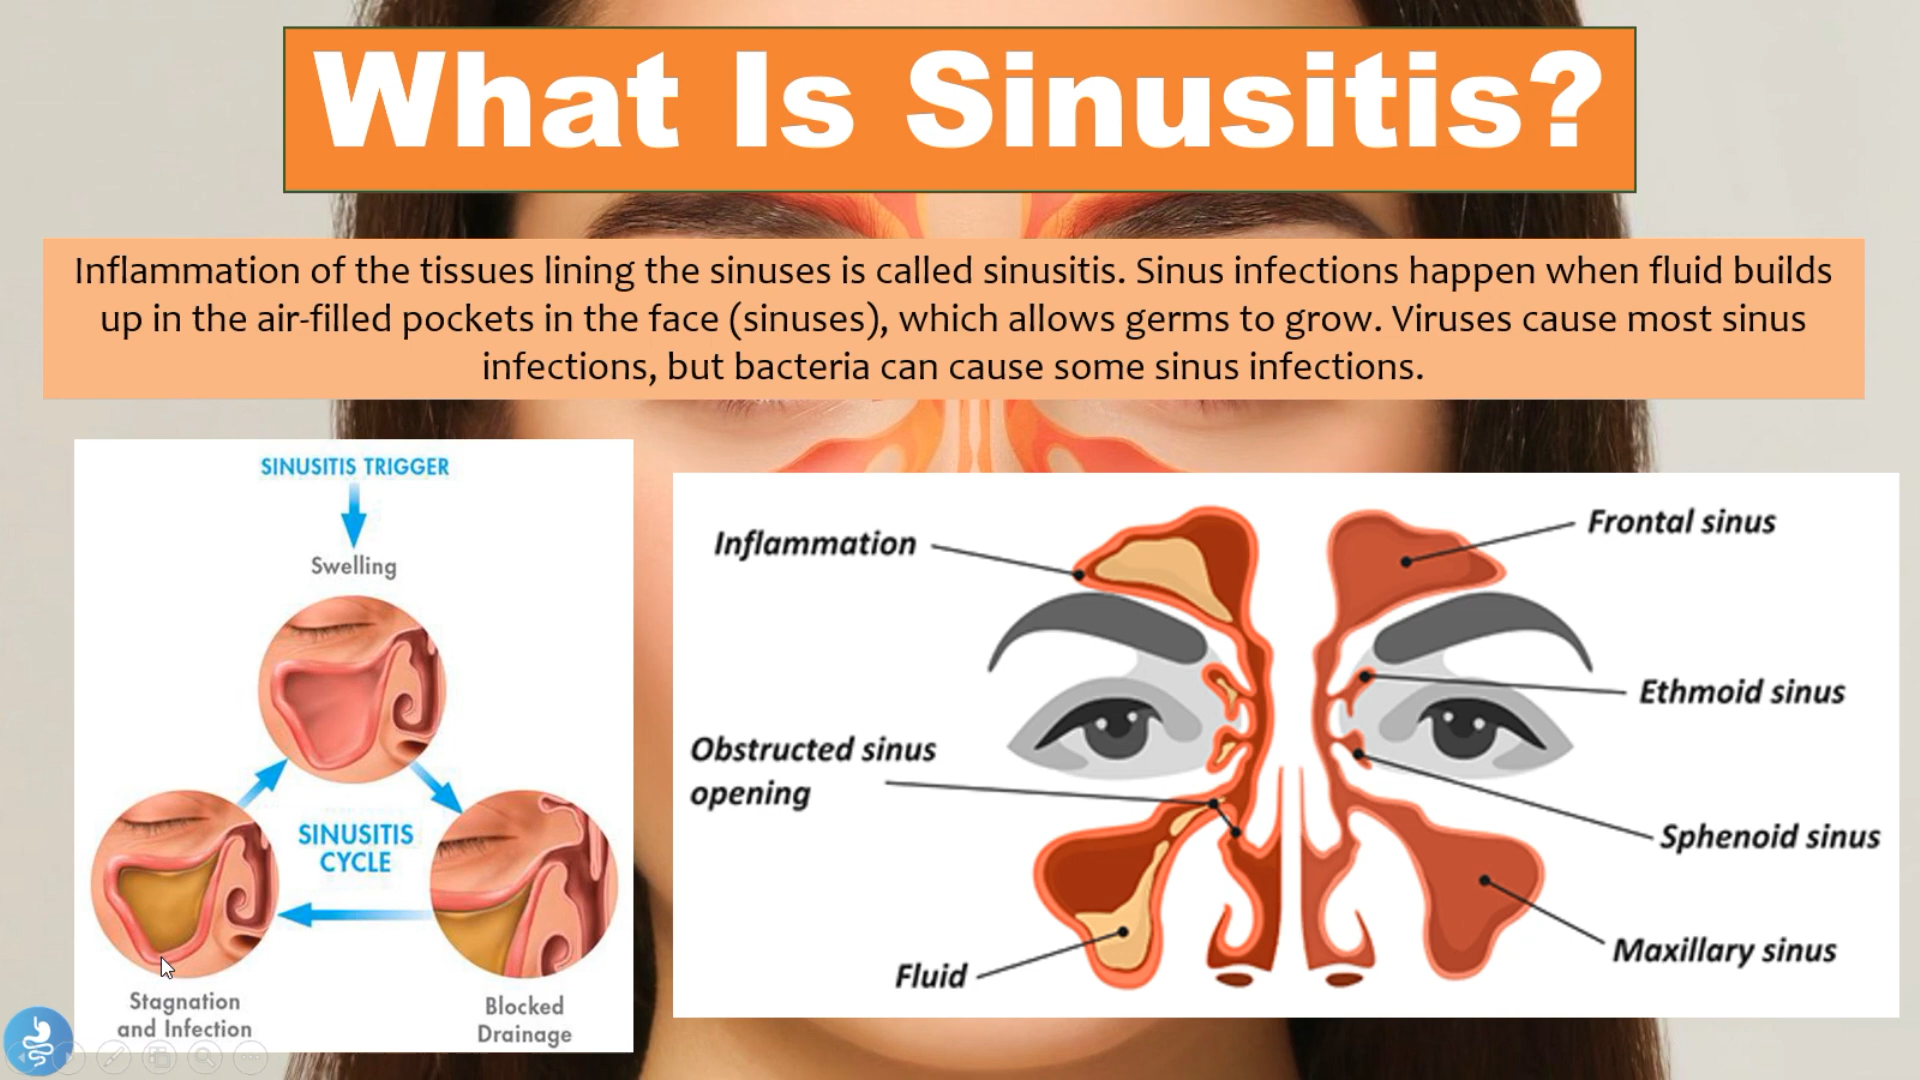 What Is Sinusitis?
Inflammation of the tissues lining the sinuses is called sinusitis. Sinus infections happen when fluid builds
up in the air-filled pockets in the face (sinuses), which allows germs to grow. Viruses cause most sinus
infections, but bacteria can cause some sinus infections.
SINUSITIS TRIGGER
Swelling
SINUSITIS
CYCLE
Stagnation
and Infection
Blocked
Drainage
Inflammation
Obstructed sinus
opening
Fluid
Frontal sinus
Ethmoid sinus
Sphenoid sinus
Maxillary sinus